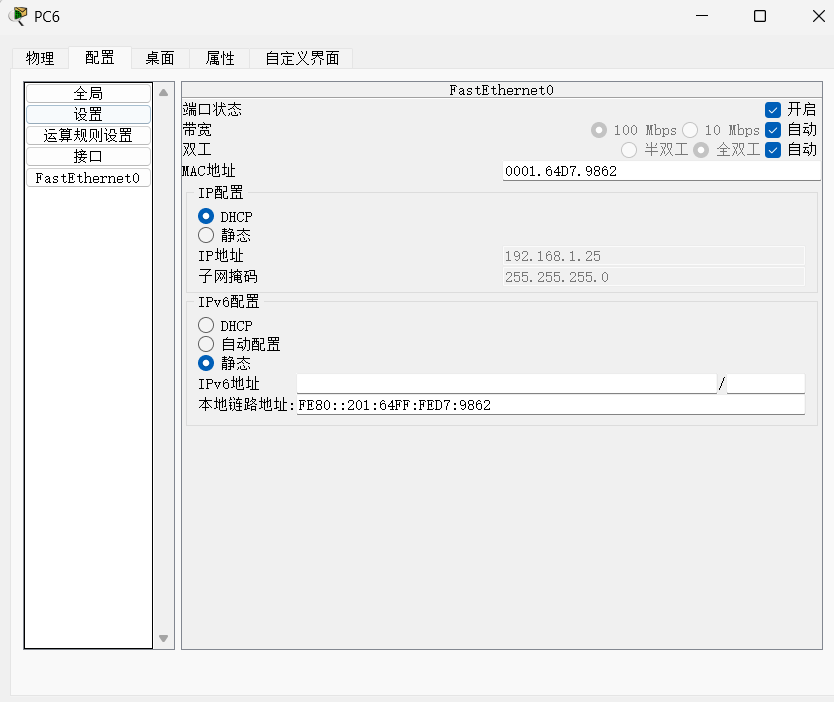 PC6
物理 配置 桌面 属性 自定义界面
全局
设置
运算规则设置
接口
FastEthernet0
FastEthernet0
端口状态 开启
带宽 100 Mbps 10 Mbps 自动
双工 半双工 全双工 自动
MAC地址 0001.64D7.9862
IP配置
DHCP
静态
IP地址 192.168.1.25
子网掩码 255.255.255.0
IPv6配置
DHCP
自动配置
静态
IPv6地址 /
本地链路地址: FE80::201:64FF:FED7:9862